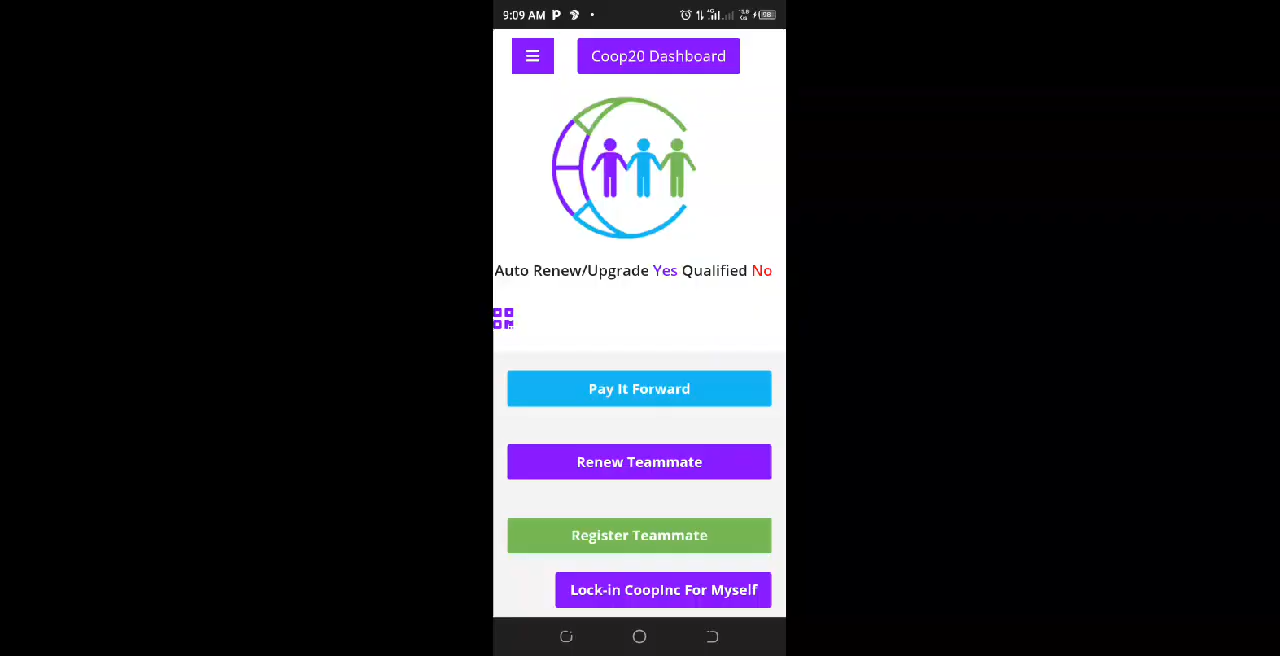 9:09 AM
98
Coop20 Dashboard
Auto Renew/Upgrade Yes Qualified No
Pay It Forward
Renew Teammate
Register Teammate
Lock-in CoopInc For Myself